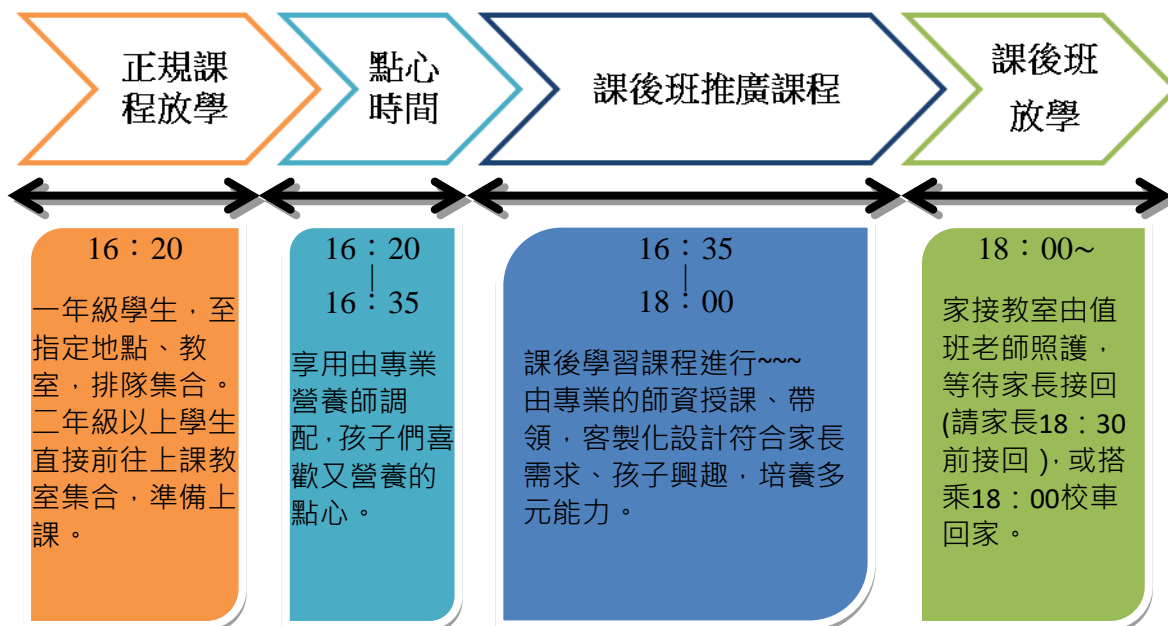 正規課
程放學
點心
時間
課後班推廣課程
課後班
放學
16：20
一年級學生，至
指定地點、教
室，排隊集合。
二年級以上學生
直接前往上課教
室集合，準備上
課。
16：20
|
16：35
享用由專業
營養師調
配，孩子們喜
歡又營養的
點心。
16：35
|
18：00
課後學習課程進行~~~
由專業的師資授課、帶
領，客製化設計符合家長
需求、孩子興趣，培養多
元能力。
18：00~
家接教室由值
班老師照護，
等待家長接回
(請家長18：30
前接回 )，或搭
乘18：00校車
回家。